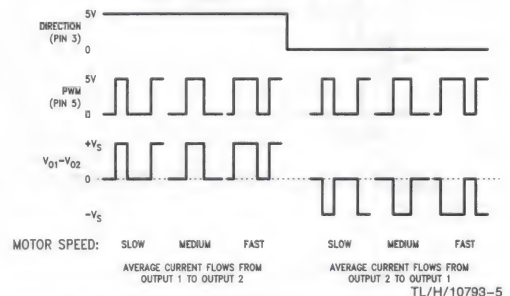 DIRECTION
(PIN 3)
5V
0
PWM
(PIN 5)
5V
0
V01–V02
+VS
0
–VS
MOTOR SPEED: SLOW MEDIUM FAST SLOW MEDIUM FAST
AVERAGE CURRENT FLOWS FROM
OUTPUT 1 TO OUTPUT 2
AVERAGE CURRENT FLOWS FROM
OUTPUT 2 TO OUTPUT 1
TL/H/10793–5